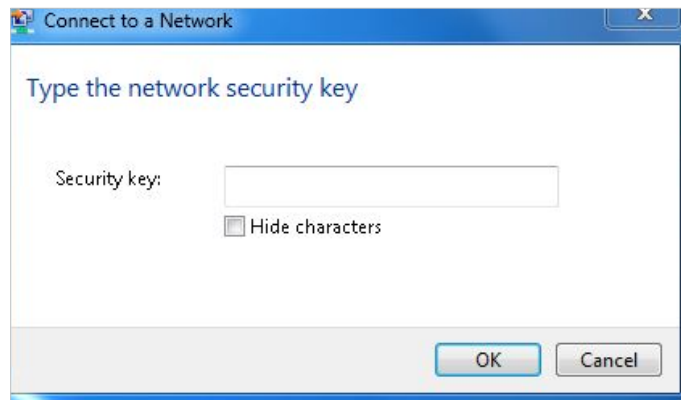 Connect to a Network
X
Type the network security key
Security key:
Hide characters
OK Cancel